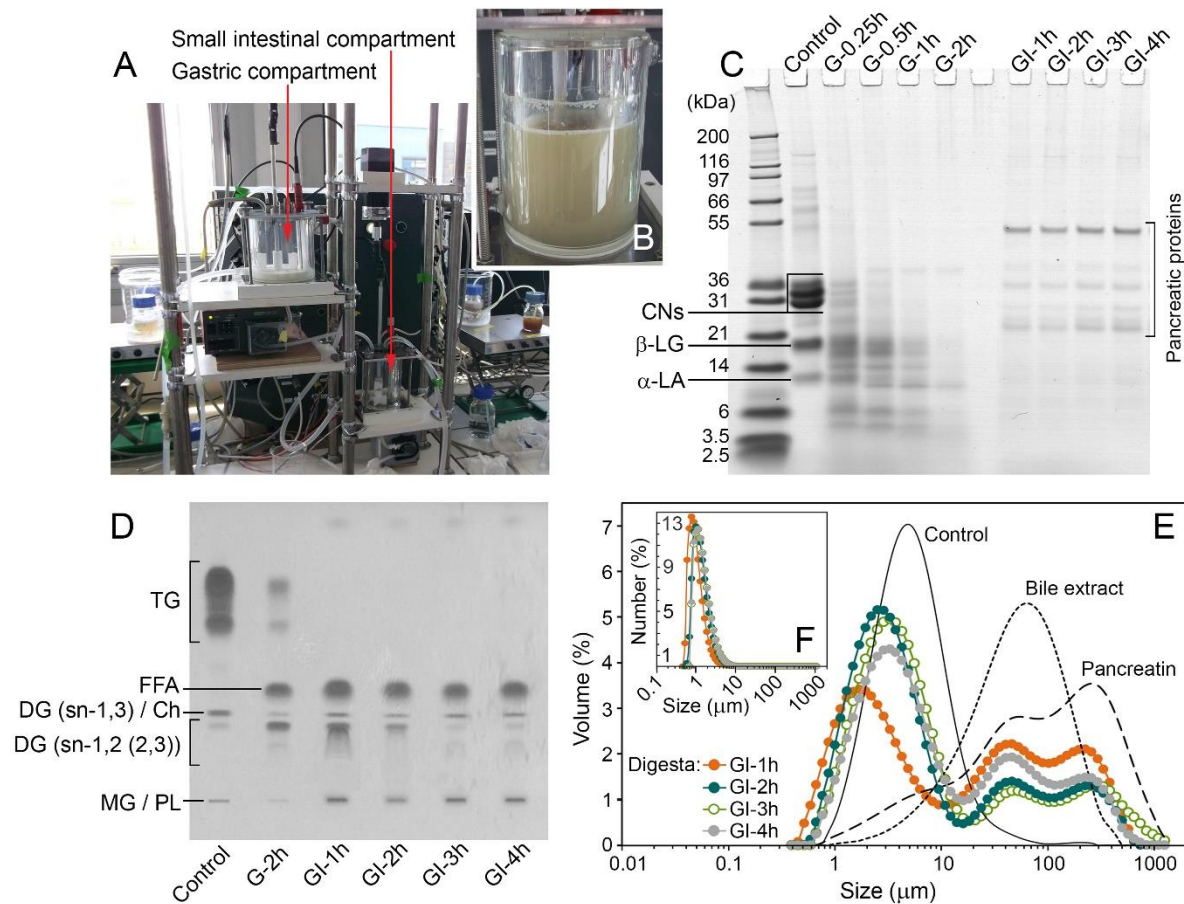 A
Small intestinal compartment
Gastric compartment
B
C
Control
G-0.25h
G-0.5h
G-1h
G-2h
GI-1h
GI-2h
GI-3h
GI-4h
(kDa)
200
116
97
66
55
36
31
CNs
21
β-LG
14
α-LA
6
3.5
2.5
Pancreatic proteins
D
TG
FFA
DG (sn-1,3) / Ch
DG (sn-1,2 (2,3))
MG / PL
Control
G-2h
GI-1h
GI-2h
GI-3h
GI-4h
E
Volume (%)
7
6
5
4
3
2
1
0
Control
Bile extract
Pancreatin
Digesta:
GI-1h
GI-2h
GI-3h
GI-4h
0.01
0.1
1
10
100
1000
Size (μm)
F
Number (%)
13
9
5
1
0.1
1
10
100
1000
Size (μm)